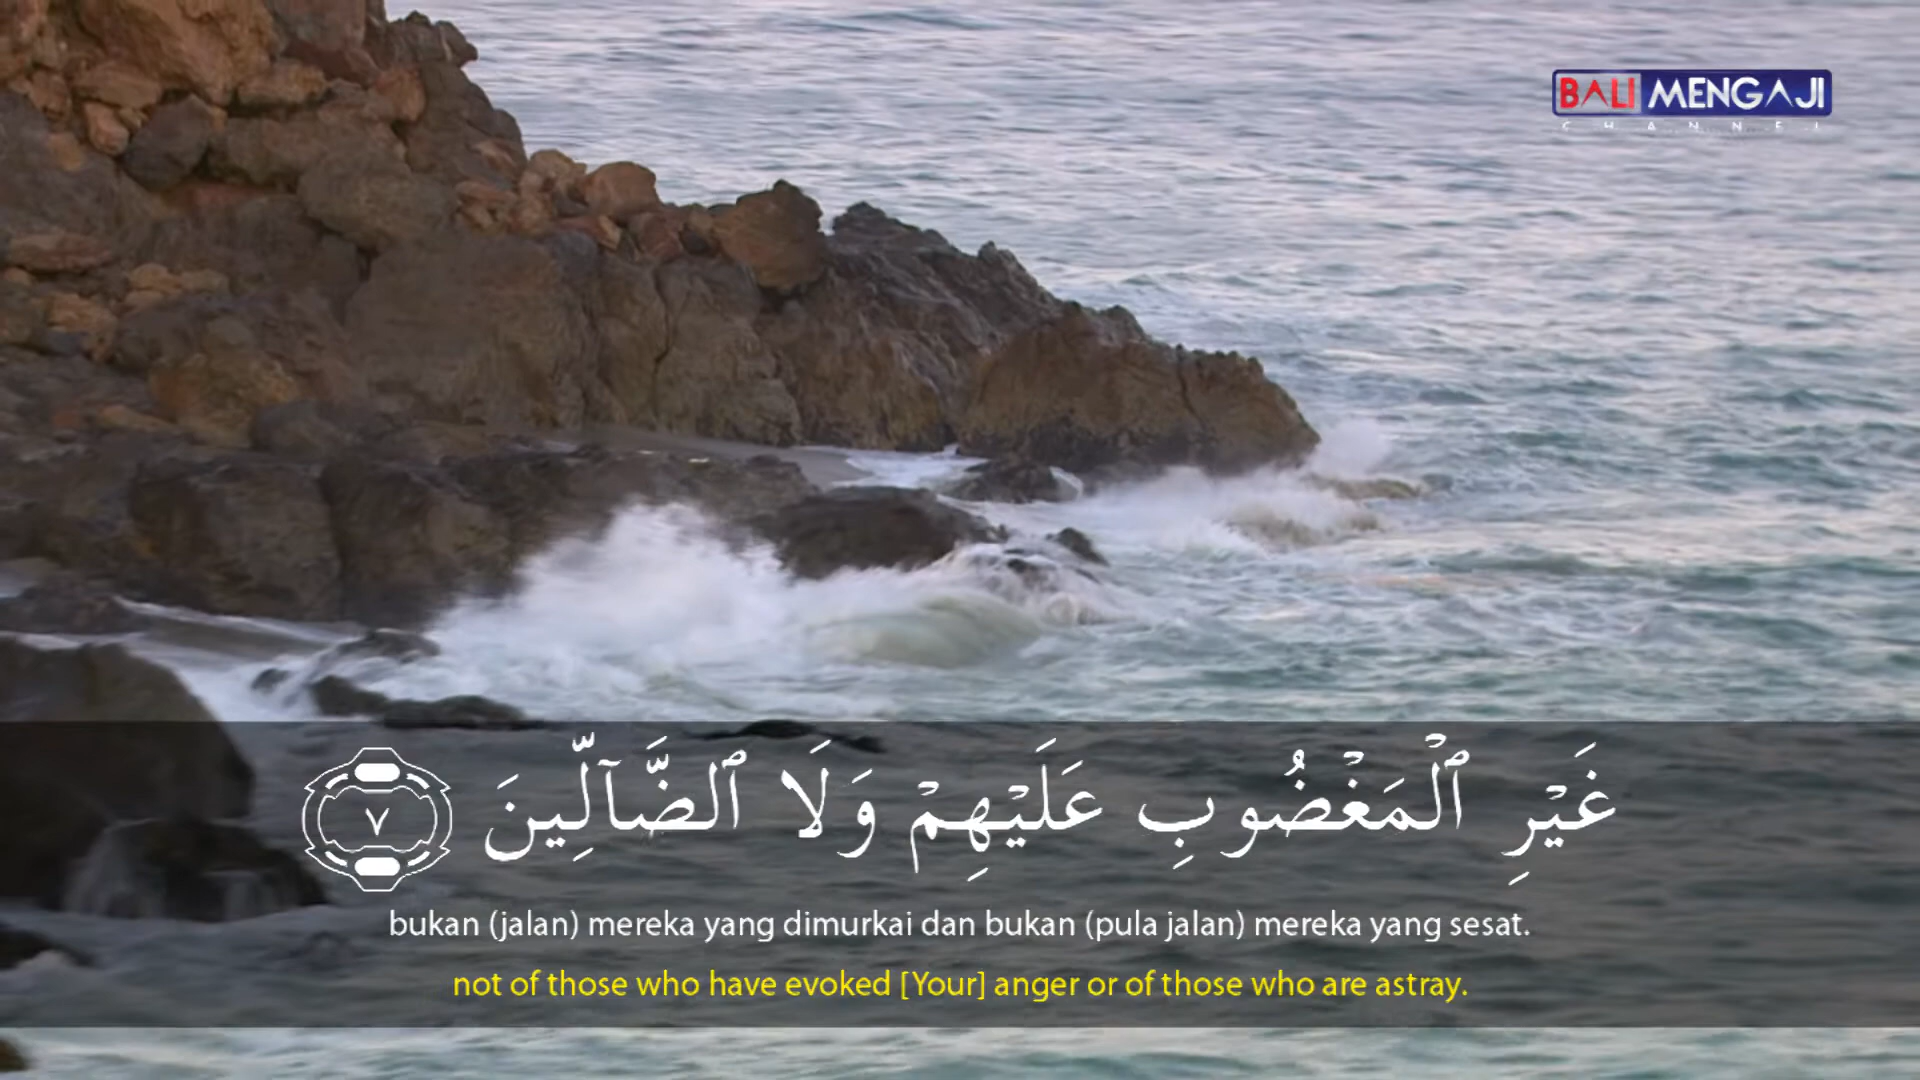 BALI MENGAJI
CHANNEL
غَيْرِ ٱلْمَغْضُوبِ عَلَيْهِمْ وَلَا ٱلضَّآلِّينَ ٧
bukan (jalan) mereka yang dimurkai dan bukan (pula jalan) mereka yang sesat.
not of those who have evoked [Your] anger or of those who are astray.